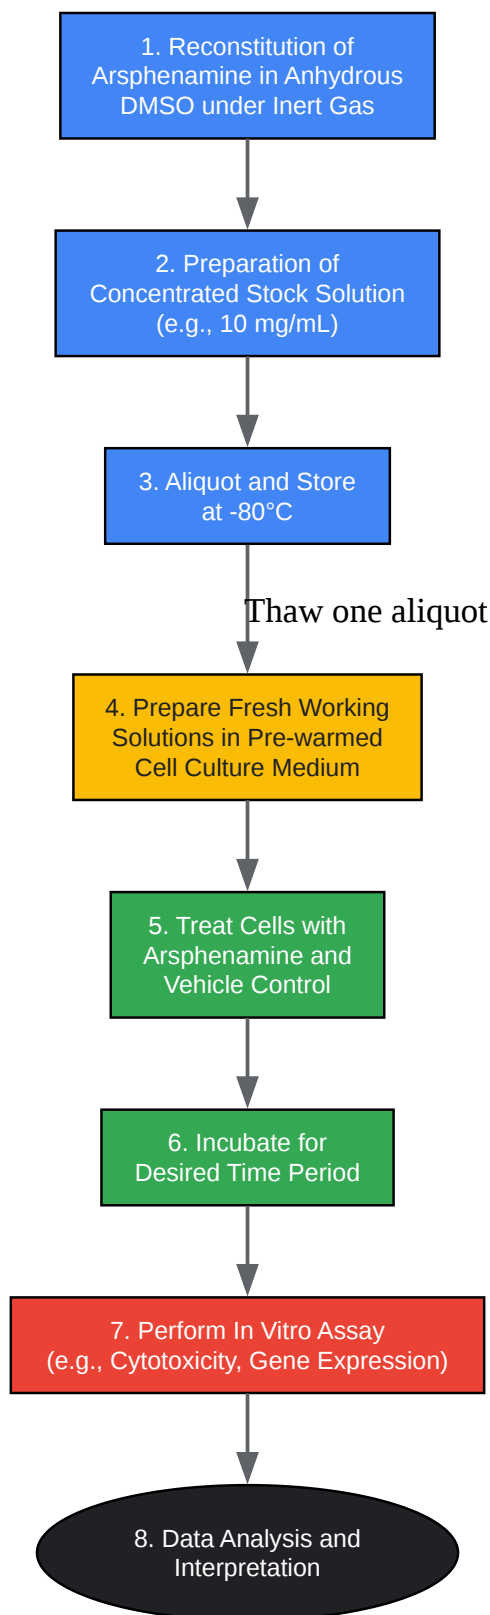 1. Reconstitution of
Arsphenamine in Anhydrous
DMSO under Inert Gas
2. Preparation of
Concentrated Stock Solution
(e.g., 10 mg/mL)
3. Aliquot and Store
at -80°C
Thaw one aliquot
4. Prepare Fresh Working
Solutions in Pre-warmed
Cell Culture Medium
5. Treat Cells with
Arsphenamine and
Vehicle Control
6. Incubate for
Desired Time Period
7. Perform In Vitro Assay
(e.g., Cytotoxicity, Gene Expression)
8. Data Analysis and
Interpretation